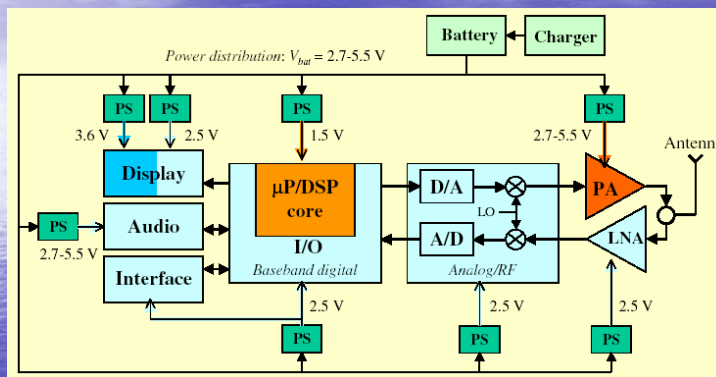 Battery
Charger
Power distribution: Vbat = 2.7-5.5 V
PS
PS
PS
PS
3.6 V
2.5 V
1.5 V
2.7-5.5 V
Antenn
Display
μP/DSP
core
D/A
PA
LO
PS
Audio
I/O
A/D
LNA
2.7-5.5 V
Interface
Baseband digital
Analog/RF
2.5 V
2.5 V
2.5 V
PS
PS
PS